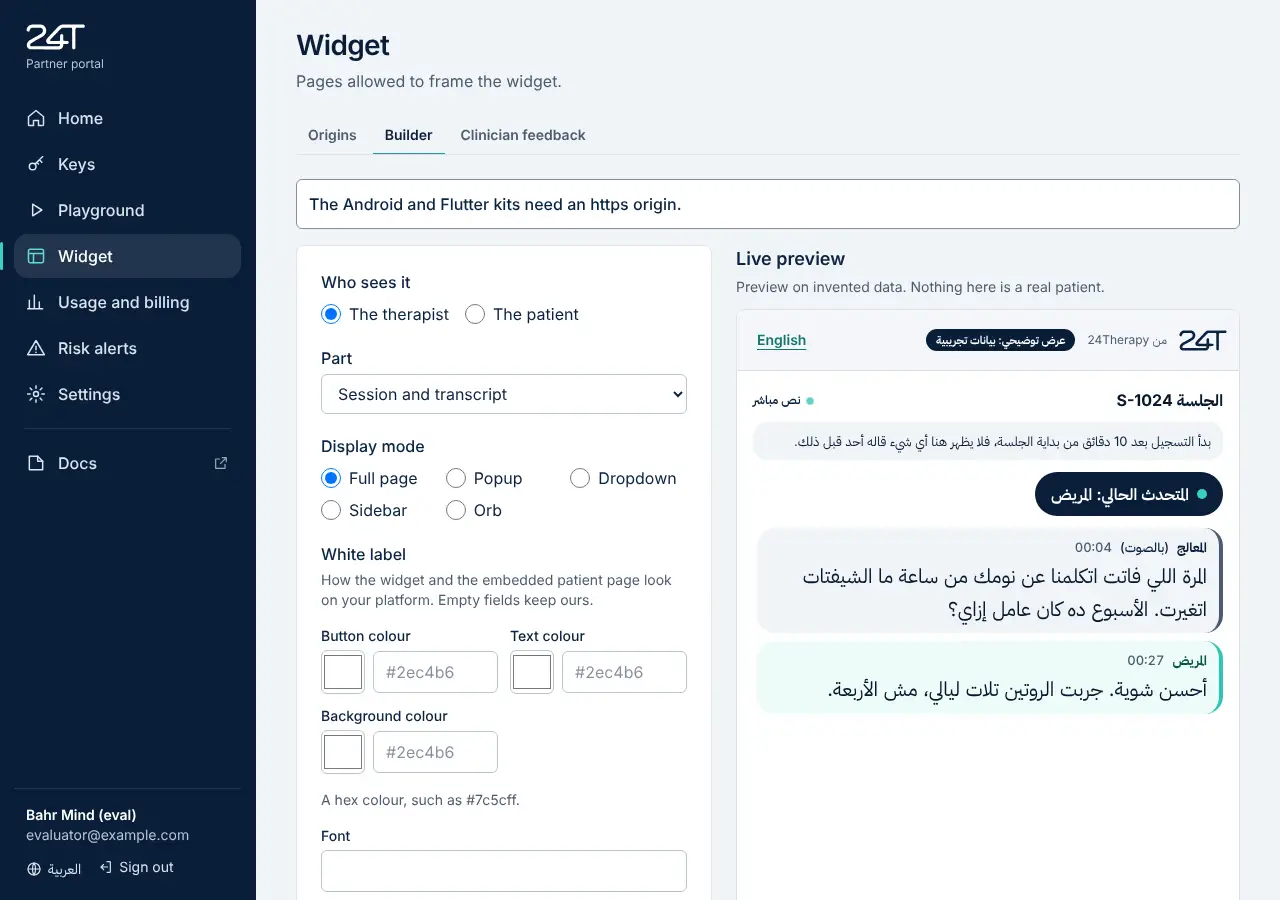 24T
Partner portal
Home
Keys
Playground
Widget
Usage and billing
Risk alerts
Settings
Docs
Bahr Mind (eval)
evaluator@example.com
العربية
Sign out
Widget
Pages allowed to frame the widget.
Origins
Builder
Clinician feedback
The Android and Flutter kits need an https origin.
Who sees it
The therapist
The patient
Part
Session and transcript
Display mode
Full page
Popup
Dropdown
Sidebar
Orb
White label
How the widget and the embedded patient page look
on your platform. Empty fields keep ours.
Button colour
Text colour
#2ec4b6
#2ec4b6
Background colour
#2ec4b6
A hex colour, such as #7c5cff.
Font
Live preview
Preview on invented data. Nothing here is a real patient.
24T
من 24Therapy
عرض توضيحي: بيانات تجريبية
English
الجلسة S-1024
نص مباشر
بدأ التسجيل بعد 10 دقائق من بداية الجلسة، فلا يظهر هنا أي شيء قاله أحد قبل ذلك.
المتحدث الحالي: المريض
المعالج (بالصوت) 00:04
المرة اللي فاتت اتكلمنا عن نومك من ساعة ما الشيفتات
اتغيرت. الأسبوع ده كان عامل إزاي؟
المريض 00:27
أحسن شوية. جربت الروتين تلات ليالي، مش الأربعة.